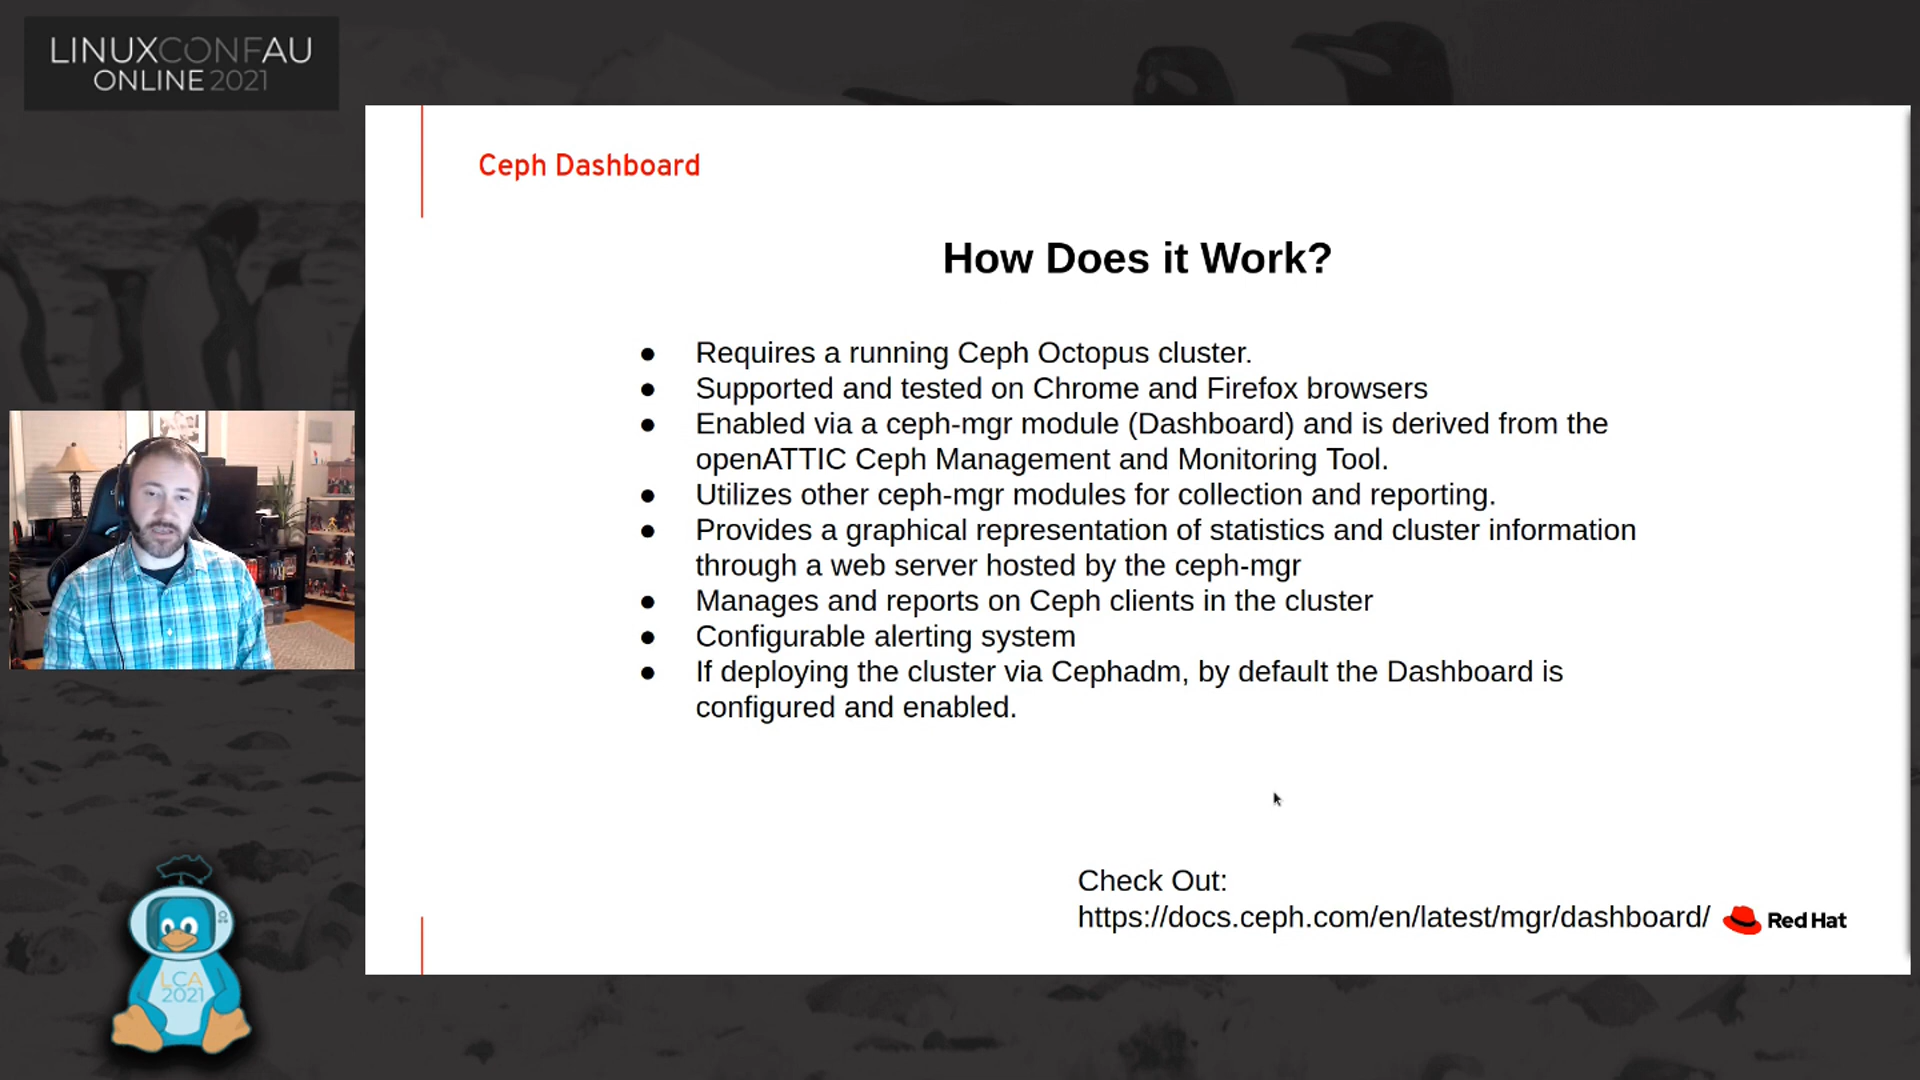 LINUXCONFAU
ONLINE 2021
Ceph Dashboard
How Does it Work?
● Requires a running Ceph Octopus cluster.
● Supported and tested on Chrome and Firefox browsers
● Enabled via a ceph-mgr module (Dashboard) and is derived from the
openATTIC Ceph Management and Monitoring Tool.
● Utilizes other ceph-mgr modules for collection and reporting.
● Provides a graphical representation of statistics and cluster information
through a web server hosted by the ceph-mgr
● Manages and reports on Ceph clients in the cluster
● Configurable alerting system
● If deploying the cluster via Cephadm, by default the Dashboard is
configured and enabled.
Check Out:
https://docs.ceph.com/en/latest/mgr/dashboard/
Red Hat
LCA
2021